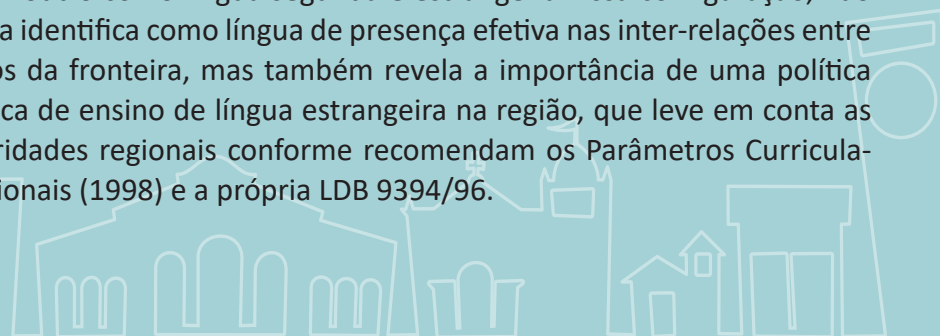 a identifica como língua de presença efetiva nas inter-relações entre
os da fronteira, mas também revela a importância de uma política
ca de ensino de língua estrangeira na região, que leve em conta as
ridades regionais conforme recomendam os Parâmetros Curricula-
ionais (1998) e a própria LDB 9394/96.